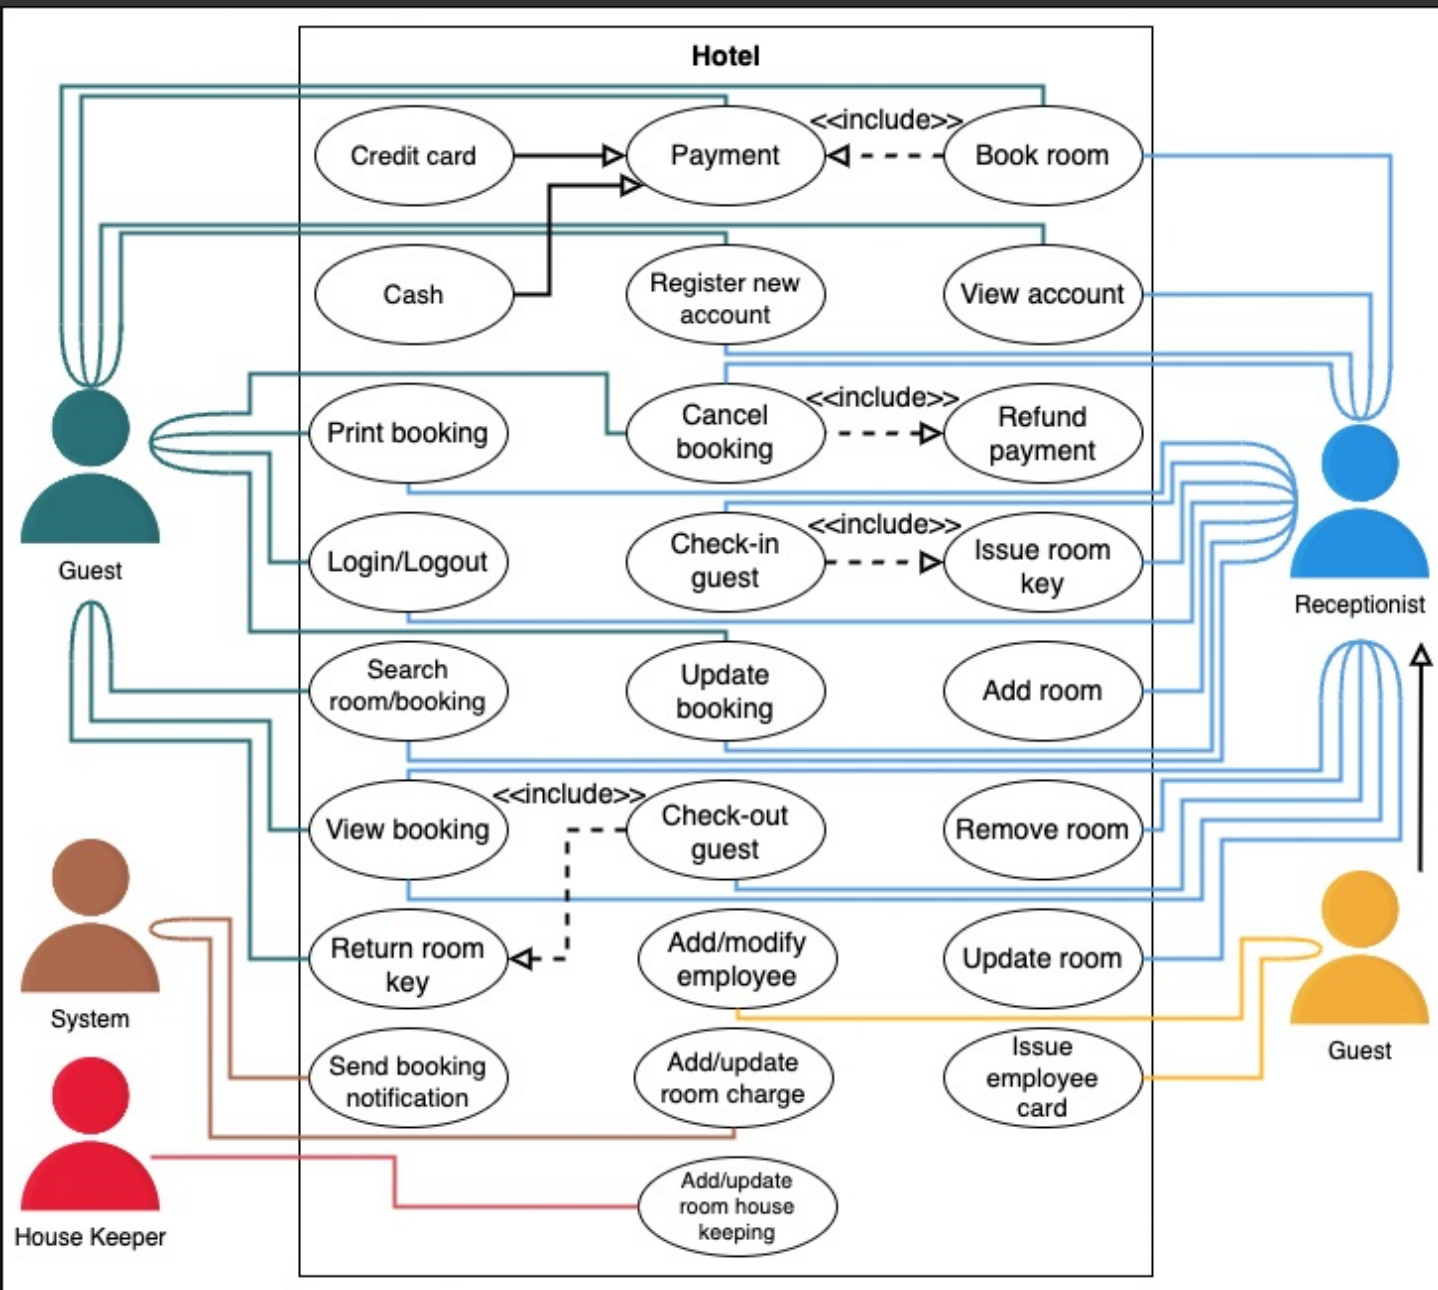 Hotel
<<include>>
Credit card
Payment
Book room
Cash
Register new
account
View account
<<include>>
Print booking
Cancel
booking
Refund
payment
<<include>>
Login/Logout
Check-in
guest
Issue room
key
Guest
Receptionist
Search
room/booking
Update
booking
Add room
<<include>>
View booking
Check-out
guest
Remove room
Return room
key
Add/modify
employee
Update room
System
Guest
Send booking
notification
Add/update
room charge
Issue
employee
card
Add/update
room house
keeping
House Keeper